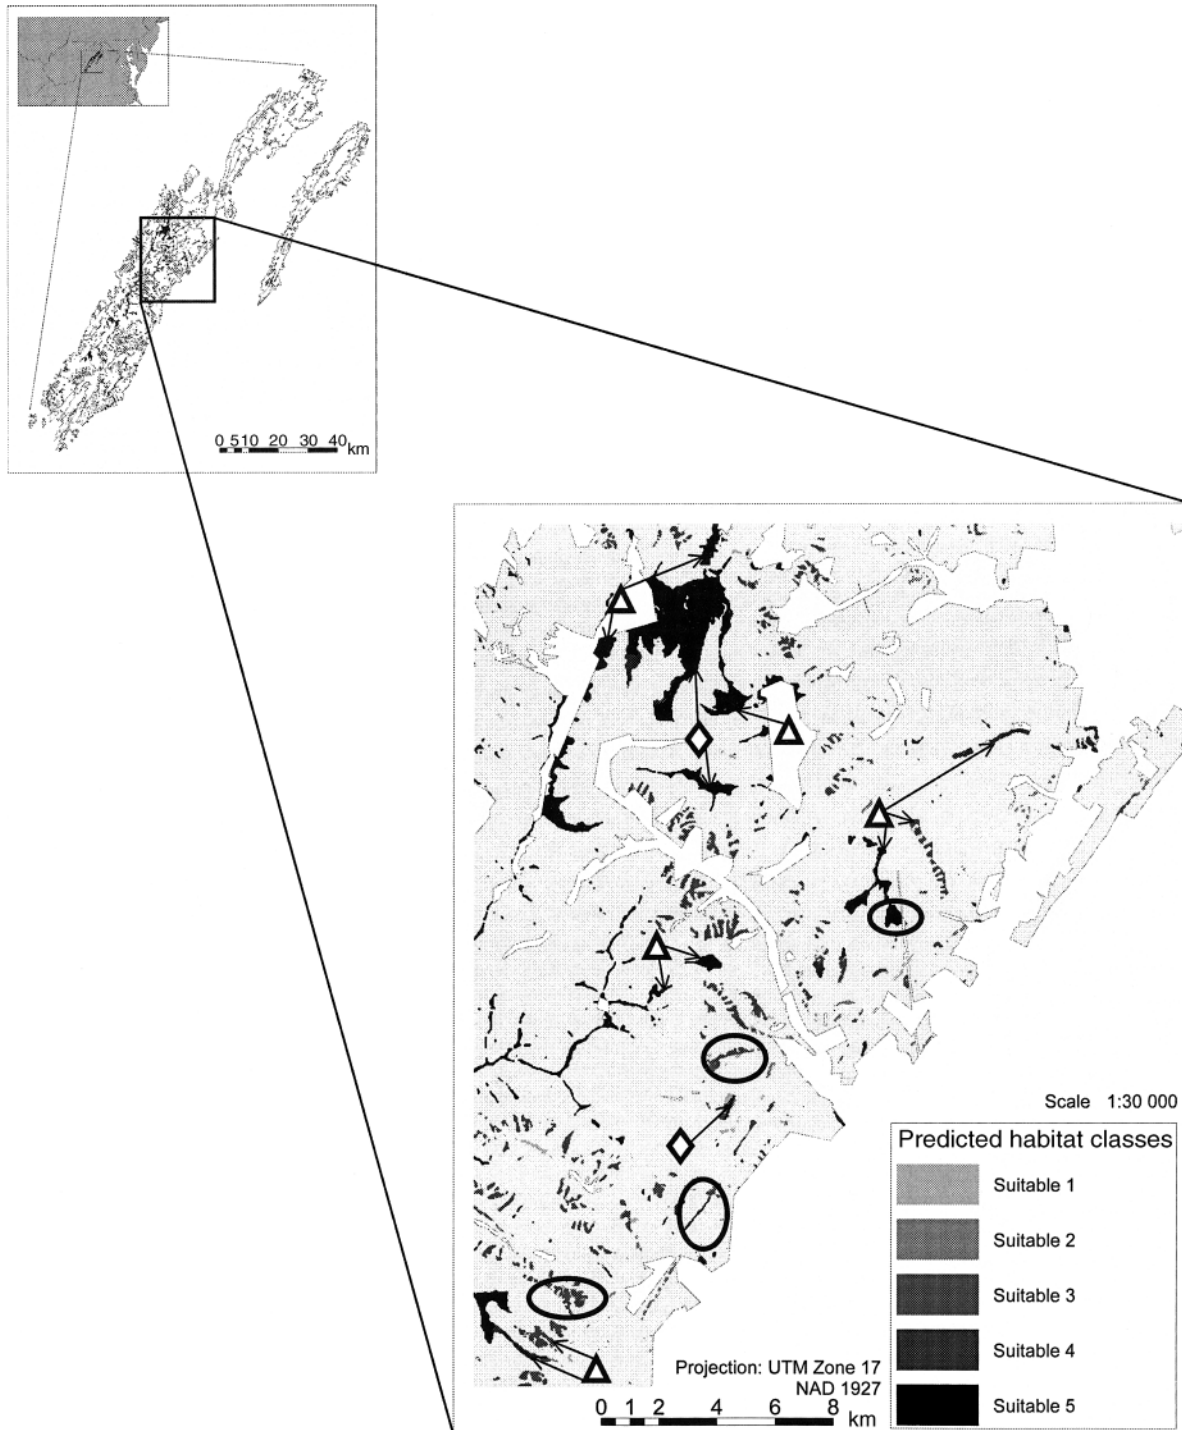 0 5 10 20 30 40 km
Scale 1:30 000
Predicted habitat classes
Suitable 1
Suitable 2
Suitable 3
Suitable 4
Suitable 5
Projection: UTM Zone 17
NAD 1927
0 1 2 4 6 8
km